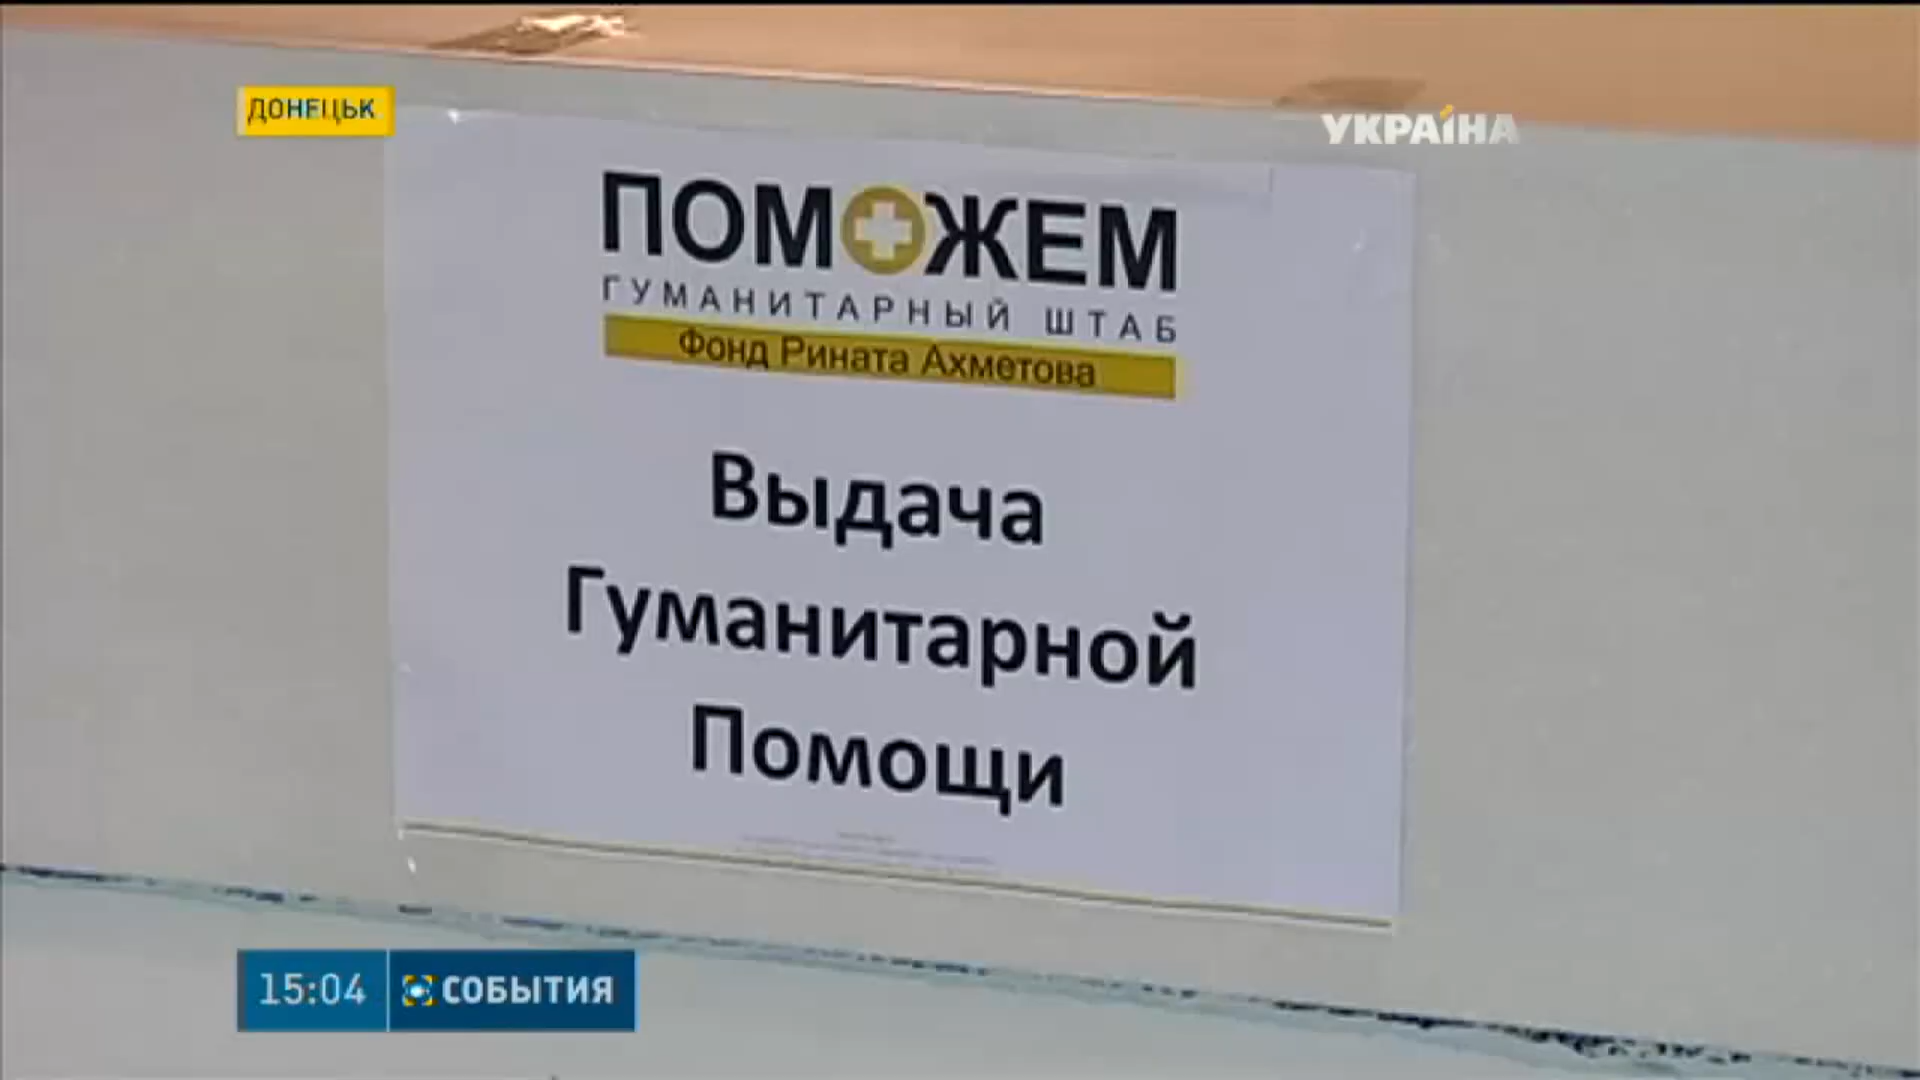 ДОНЕЦЬК
УКРАЇНА
ПОМОЖЕМ
ГУМАНИТАРНЫЙ ШТАБ
Фонд Рината Ахметова
Выдача
Гуманитарной
Помощи
15:04 СОБЫТИЯ